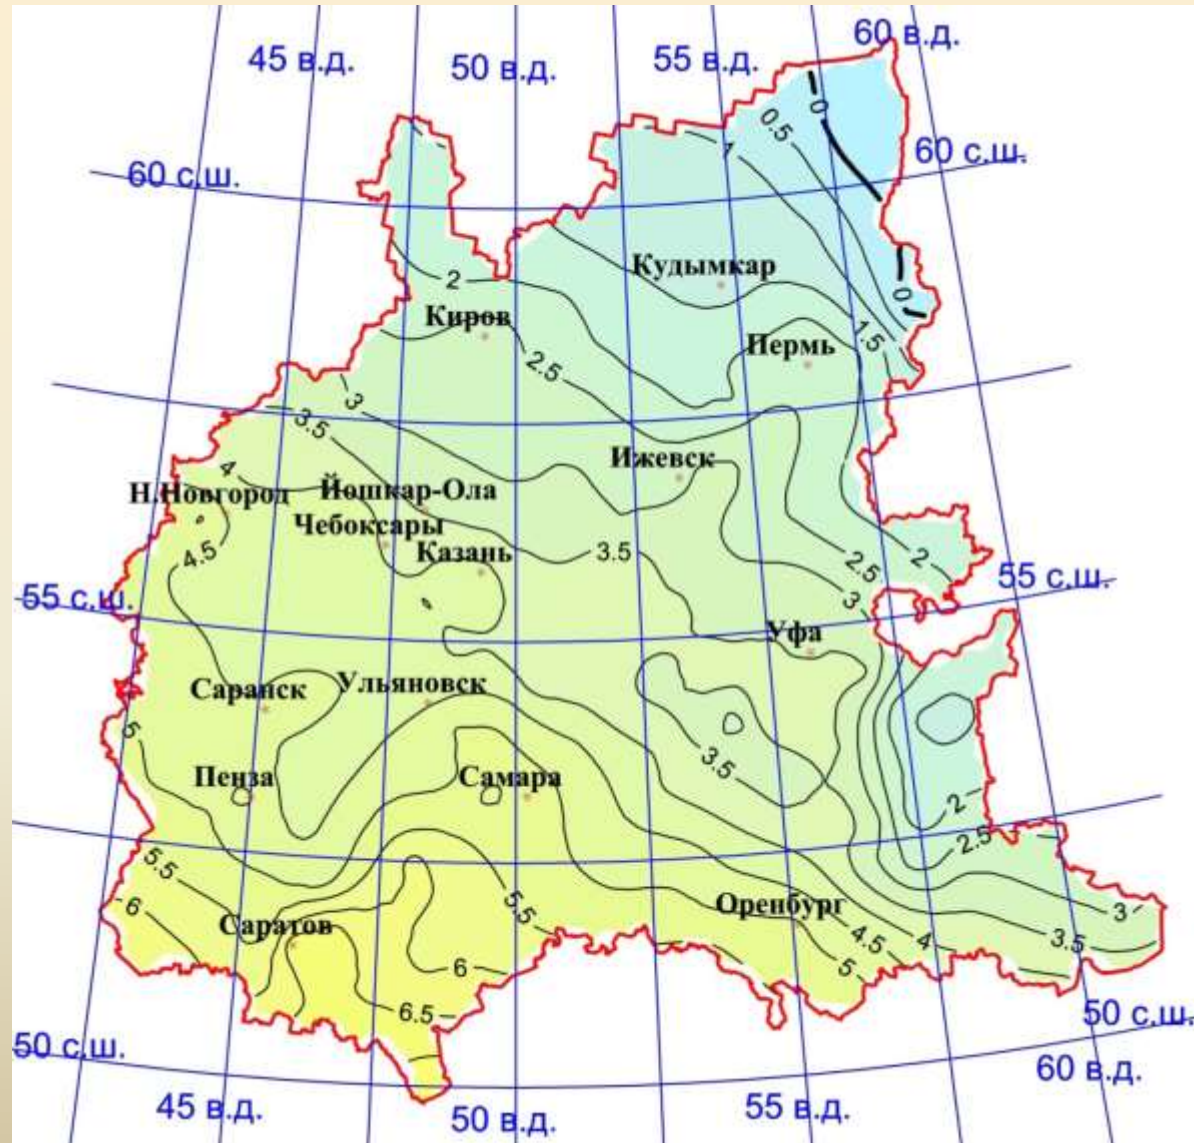 60 в.д.
45 в.д.
50 в.д.
55 в.д.
0
0.5
1
60 с.ш.
60 с.ш.
Кудымкар
2
0
Киров
1.5
Пермь
2.5
3
3.5
Ижевск
4
Н.Новгород
Йошкар-Ола
Чебоксары
4.5
Казань
3.5
2.5
2
55 с.ш.
55 с.ш.
3
Уфа
Саранск
Ульяновск
5
3.5
Пенза
Самара
2
2.5
5.5
6
Саратов
5.5
Оренбург
3
4.5
4
3.5
6
5
6.5
50 с.ш.
50 с.ш.
60 в.д.
45 в.д.
50 в.д.
55 в.д.